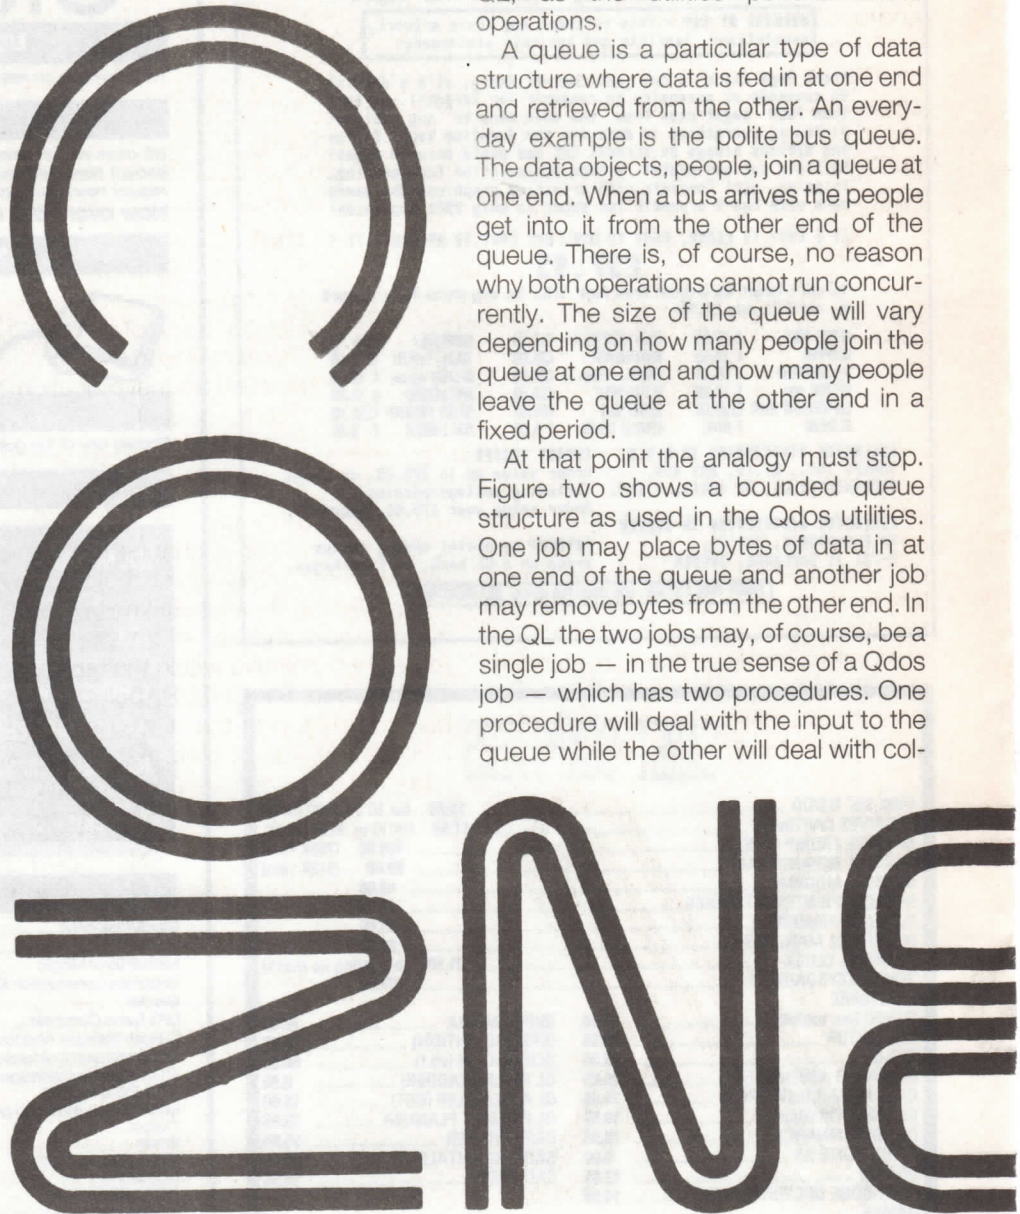 CONNE
QL, as the utilities
operations.
A queue is a particular type of data
structure where data is fed in at one end
and retrieved from the other. An every-
day example is the polite bus queue.
The data objects, people, join a queue at
one end. When a bus arrives the people
get into it from the other end of the
queue. There is, of course, no reason
why both operations cannot run concur-
rently. The size of the queue will vary
depending on how many people join the
queue at one end and how many people
leave the queue at the other end in a
fixed period.
At that point the analogy must stop.
Figure two shows a bounded queue
structure as used in the Qdos utilities.
One job may place bytes of data in at
one end of the queue and another job
may remove bytes from the other end. In
the QL the two jobs may, of course, be a
single job — in the true sense of a Qdos
job — which has two procedures. One
procedure will deal with the input to the
queue while the other will deal with col-